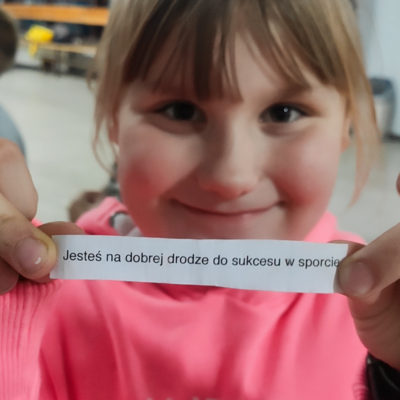 Jesteś na dobrej drodze do sukcesu w sporcie